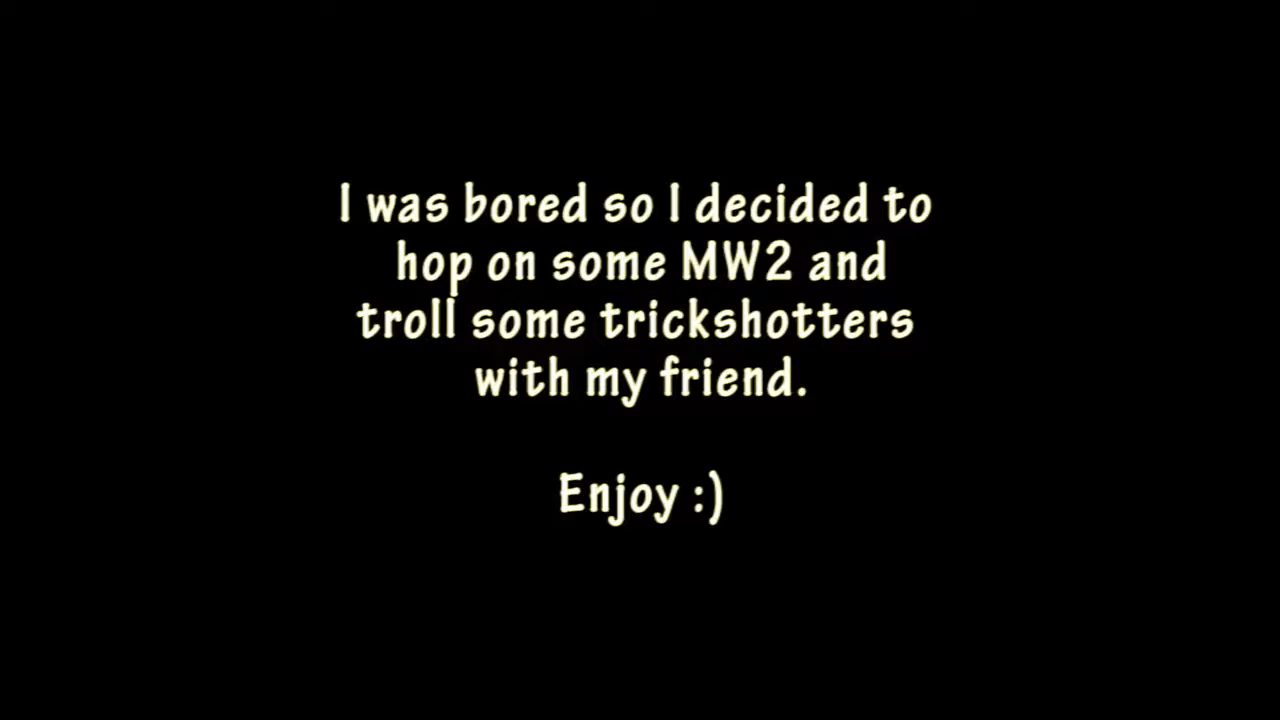 I was bored so I decided to
hop on some MW2 and
troll some trickshotters
with my friend.
Enjoy :)